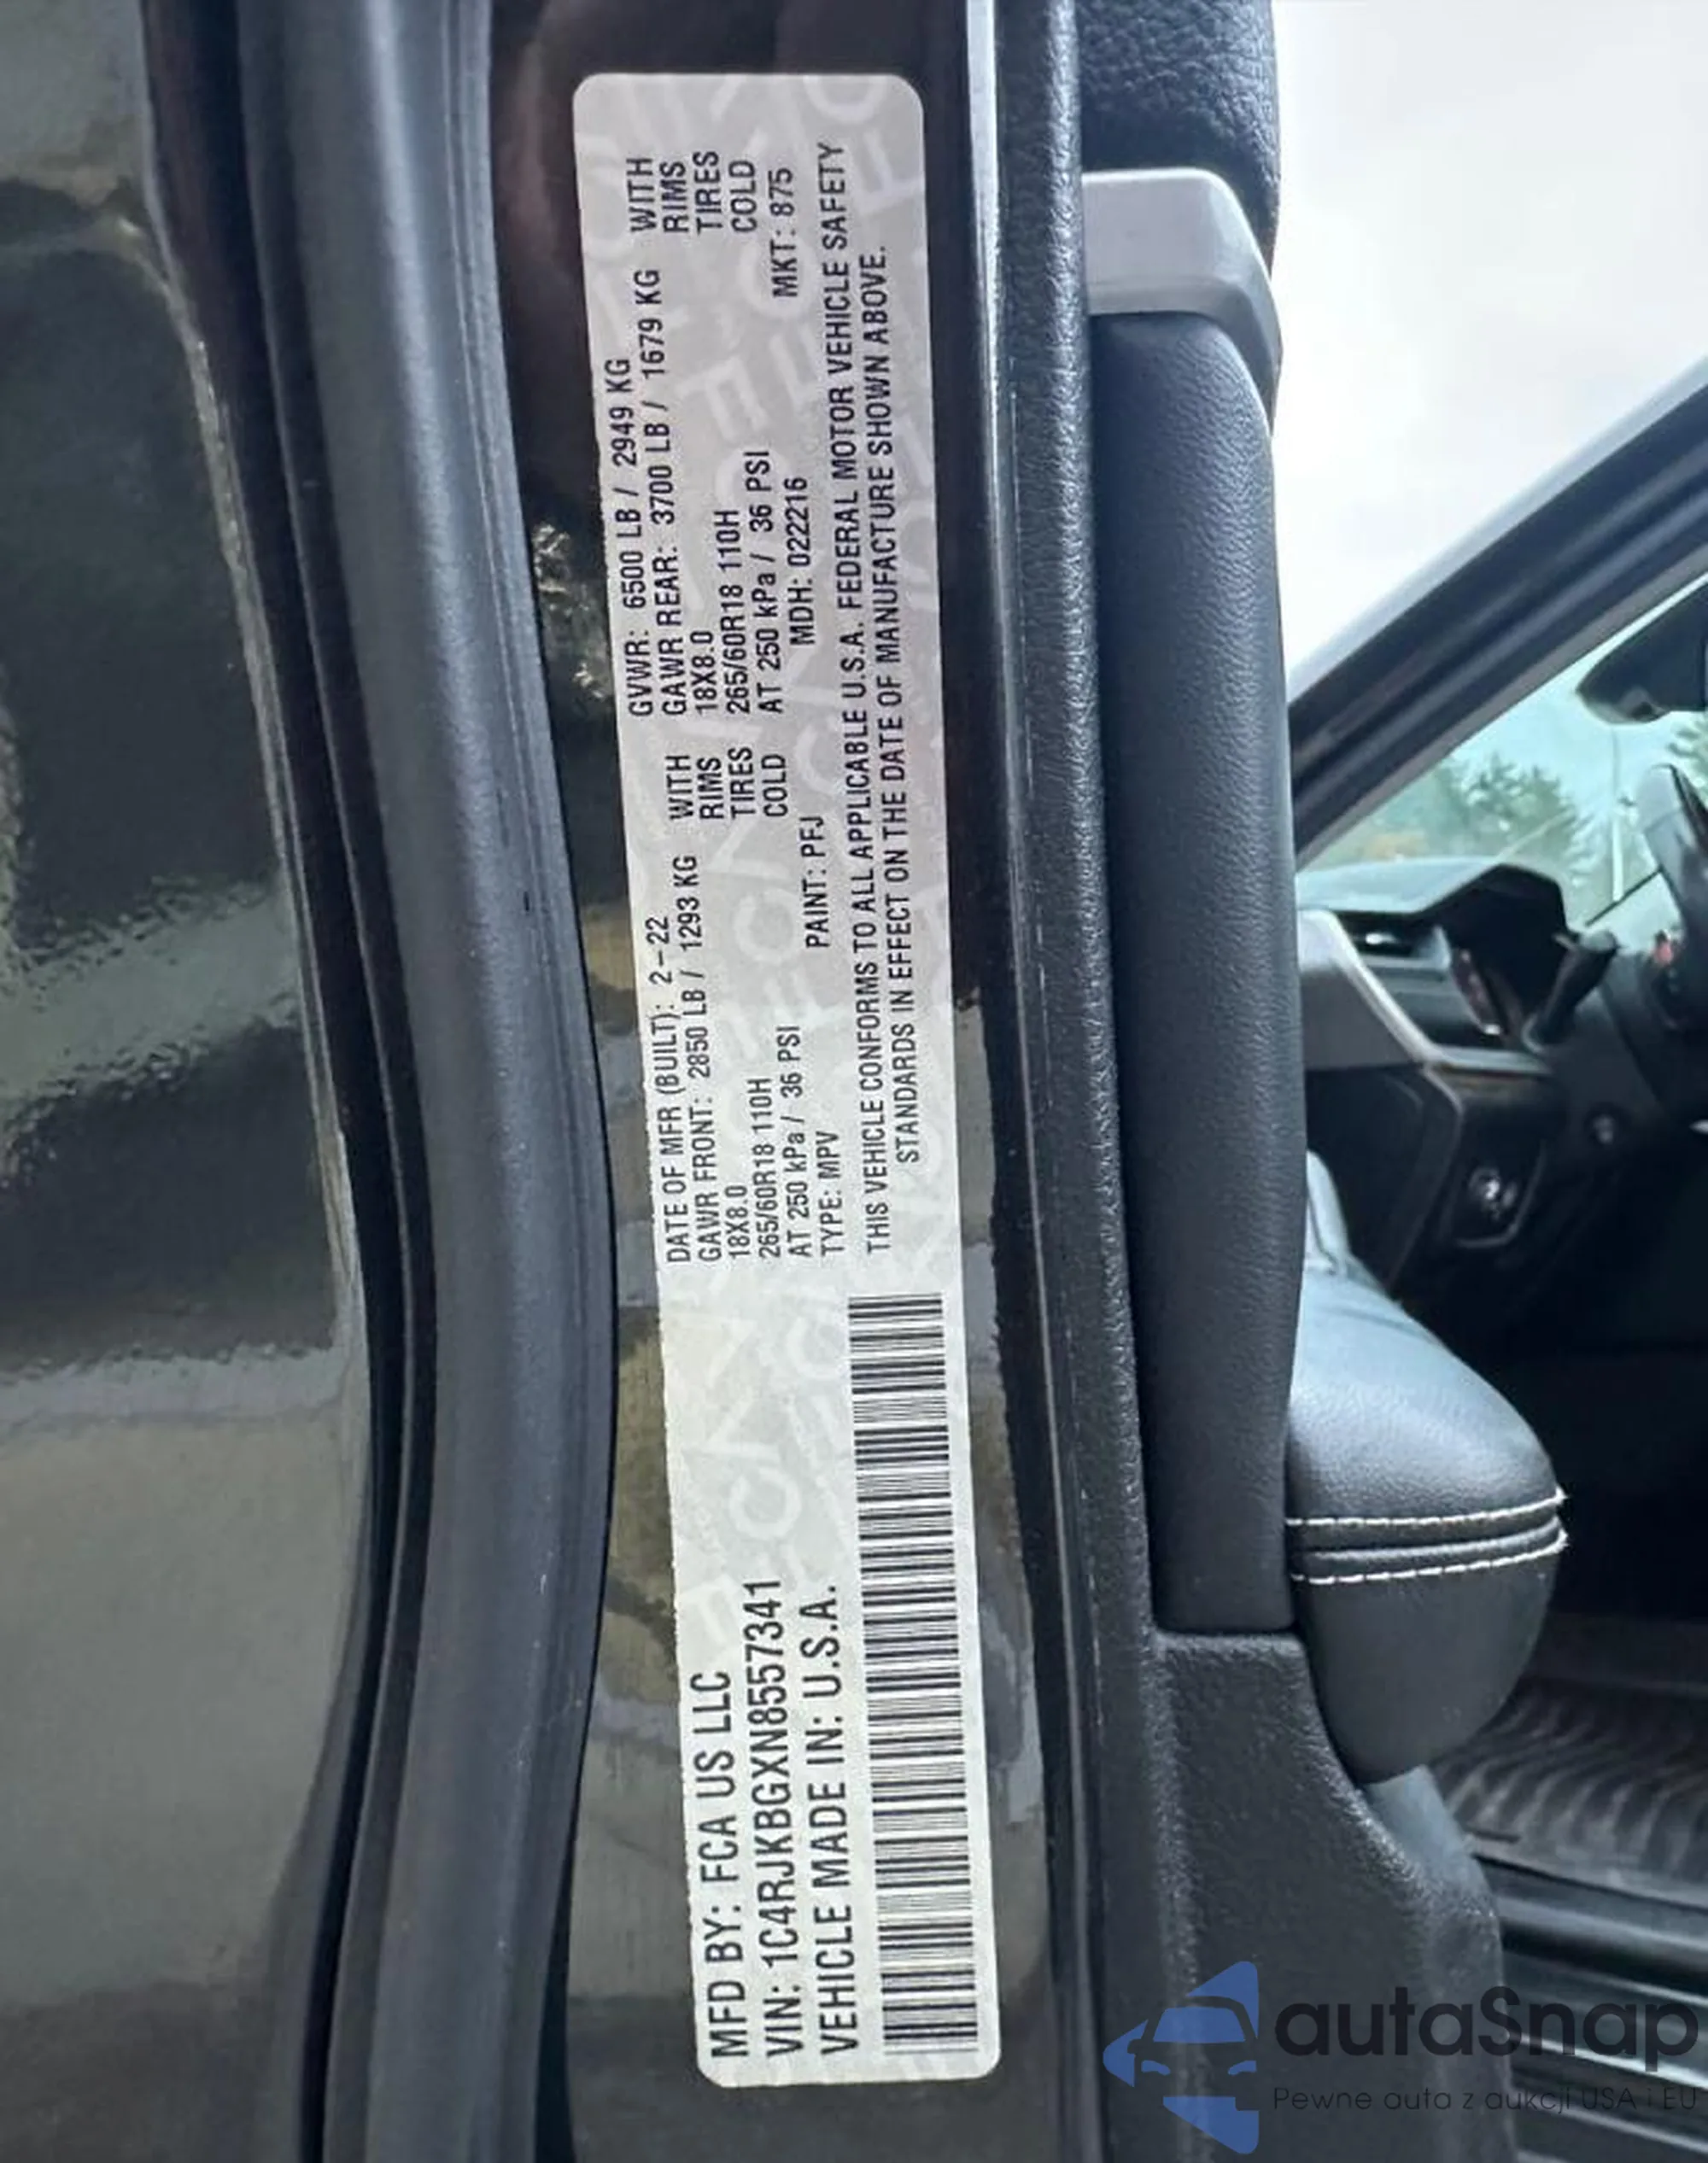 MFD BY: FCA US LLC
VIN: 1C4RJKBGXN8557341
VEHICLE MADE IN: U.S.A.
DATE OF MFR (BUILT): 2-22 GVWR: 6500 LB / 2949 KG
GAWR FRONT: 2850 LB / 1293 KG WITH GAWR REAR: 3700 LB / 1679 KG WITH
18X8.0 RIMS 18X8.0 RIMS
265/60R18 110H TIRES 265/60R18 110H TIRES
AT 250 kPa / 36 PSI COLD AT 250 kPa / 36 PSI COLD
TYPE: MPV PAINT: PFJ MDH: 022216 MKT: 875
THIS VEHICLE CONFORMS TO ALL APPLICABLE U.S.A. FEDERAL MOTOR VEHICLE SAFETY
STANDARDS IN EFFECT ON THE DATE OF MANUFACTURE SHOWN ABOVE.
autaSnap
Pewne auta z aukcji USA i EU